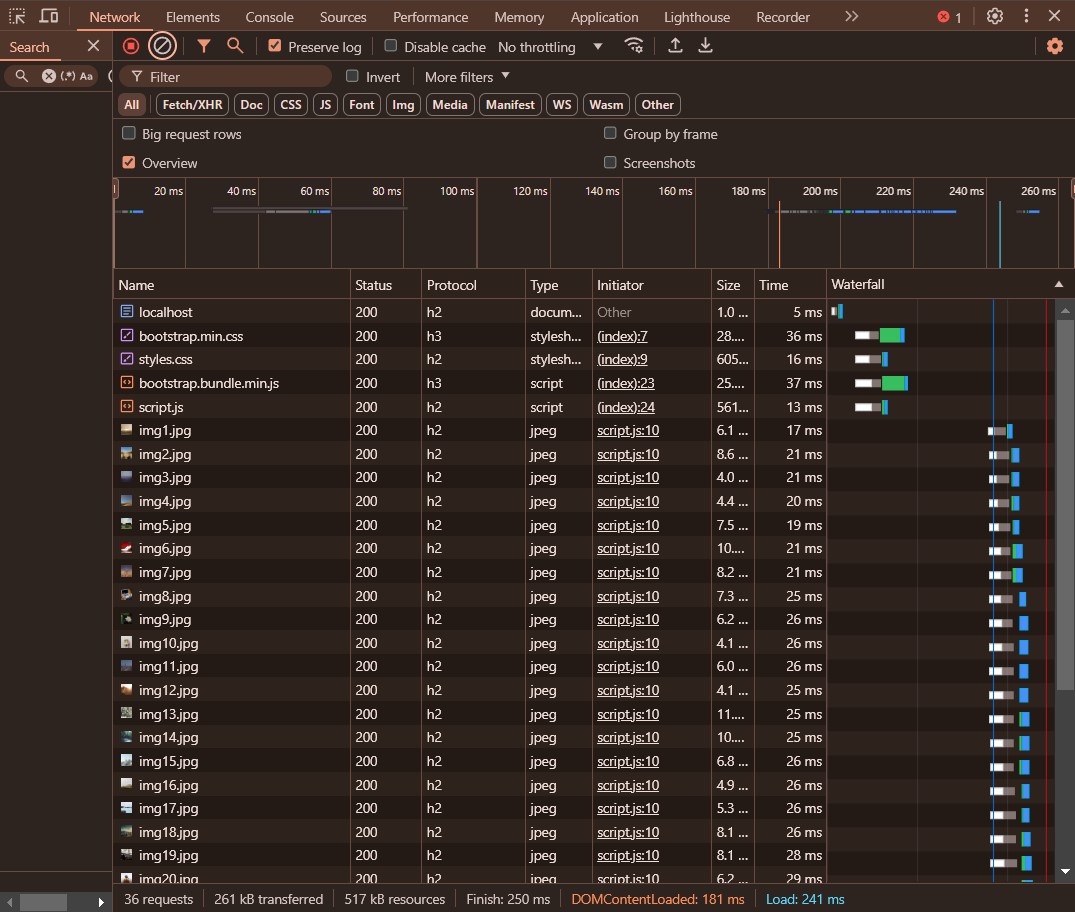 Network Elements Console Sources Performance Memory Application Lighthouse Recorder 1
Search
Preserve log Disable cache No throttling
(.*) Aa
Filter Invert More filters
All Fetch/XHR Doc CSS JS Font Img Media Manifest WS Wasm Other
Big request rows Group by frame
Overview Screenshots
20 ms 40 ms 60 ms 80 ms 100 ms 120 ms 140 ms 160 ms 180 ms 200 ms 220 ms 240 ms 260 ms
Name Status Protocol Type Initiator Size Time Waterfall
localhost 200 h2 docum... Other 1.0 ... 5 ms
bootstrap.min.css 200 h3 stylesh... (index):7 28.... 36 ms
styles.css 200 h2 stylesh... (index):9 605... 16 ms
bootstrap.bundle.min.js 200 h3 script (index):23 25.... 37 ms
script.js 200 h2 script (index):24 561... 13 ms
img1.jpg 200 h2 jpeg script.js:10 6.1 ... 17 ms
img2.jpg 200 h2 jpeg script.js:10 8.6 ... 21 ms
img3.jpg 200 h2 jpeg script.js:10 4.0 ... 21 ms
img4.jpg 200 h2 jpeg script.js:10 4.4 ... 20 ms
img5.jpg 200 h2 jpeg script.js:10 7.5 ... 19 ms
img6.jpg 200 h2 jpeg script.js:10 10.... 21 ms
img7.jpg 200 h2 jpeg script.js:10 8.2 ... 21 ms
img8.jpg 200 h2 jpeg script.js:10 7.3 ... 25 ms
img9.jpg 200 h2 jpeg script.js:10 6.2 ... 26 ms
img10.jpg 200 h2 jpeg script.js:10 4.1 ... 26 ms
img11.jpg 200 h2 jpeg script.js:10 6.0 ... 26 ms
img12.jpg 200 h2 jpeg script.js:10 4.1 ... 25 ms
img13.jpg 200 h2 jpeg script.js:10 11.... 25 ms
img14.jpg 200 h2 jpeg script.js:10 10.... 25 ms
img15.jpg 200 h2 jpeg script.js:10 6.8 ... 26 ms
img16.jpg 200 h2 jpeg script.js:10 4.9 ... 26 ms
img17.jpg 200 h2 jpeg script.js:10 5.3 ... 26 ms
img18.jpg 200 h2 jpeg script.js:10 8.1 ... 26 ms
img19.jpg 200 h2 jpeg script.js:10 8.1 ... 28 ms
img20.jpg 200 h2 jpeg script.js:10 6.2 ... 29 ms
36 requests 261 kB transferred 517 kB resources Finish: 250 ms DOMContentLoaded: 181 ms Load: 241 ms